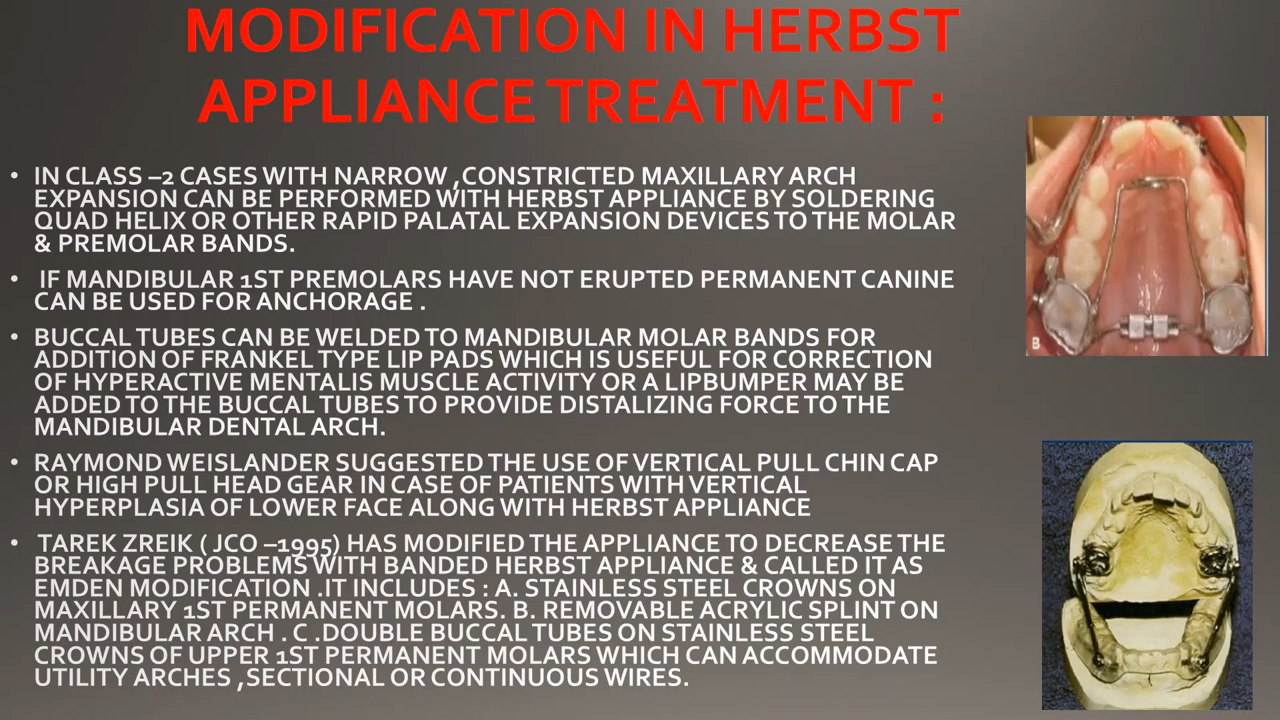 MODIFICATION IN HERBST
APPLIANCE TREATMENT :
• IN CLASS –2 CASES WITH NARROW ,CONSTRICTED MAXILLARY ARCH
EXPANSION CAN BE PERFORMED WITH HERBST APPLIANCE BY SOLDERING
QUAD HELIX OR OTHER RAPID PALATAL EXPANSION DEVICES TO THE MOLAR
& PREMOLAR BANDS.
• IF MANDIBULAR 1ST PREMOLARS HAVE NOT ERUPTED PERMANENT CANINE
CAN BE USED FOR ANCHORAGE .
• BUCCAL TUBES CAN BE WELDED TO MANDIBULAR MOLAR BANDS FOR
ADDITION OF FRANKEL TYPE LIP PADS WHICH IS USEFUL FOR CORRECTION
OF HYPERACTIVE MENTALIS MUSCLE ACTIVITY OR A LIPBUMPER MAY BE
ADDED TO THE BUCCAL TUBES TO PROVIDE DISTALIZING FORCE TO THE
MANDIBULAR DENTAL ARCH.
• RAYMOND WEISLANDER SUGGESTED THE USE OF VERTICAL PULL CHIN CAP
OR HIGH PULL HEAD GEAR IN CASE OF PATIENTS WITH VERTICAL
HYPERPLASIA OF LOWER FACE ALONG WITH HERBST APPLIANCE
• TAREK ZREIK ( JCO –1995) HAS MODIFIED THE APPLIANCE TO DECREASE THE
BREAKAGE PROBLEMS WITH BANDED HERBST APPLIANCE & CALLED IT AS
EMDEN MODIFICATION .IT INCLUDES : A. STAINLESS STEEL CROWNS ON
MAXILLARY 1ST PERMANENT MOLARS. B. REMOVABLE ACRYLIC SPLINT ON
MANDIBULAR ARCH . C .DOUBLE BUCCAL TUBES ON STAINLESS STEEL
CROWNS OF UPPER 1ST PERMANENT MOLARS WHICH CAN ACCOMMODATE
UTILITY ARCHES ,SECTIONAL OR CONTINUOUS WIRES.
B